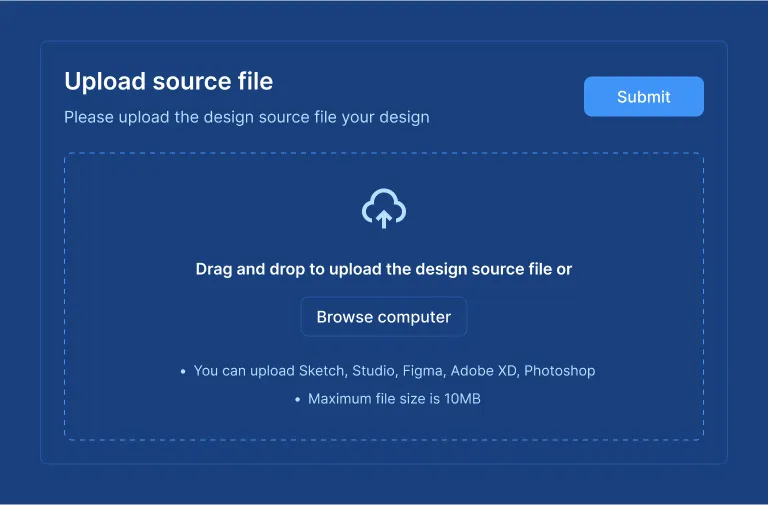 Upload source file
Submit
Please upload the design source file your design
Drag and drop to upload the design source file or
Browse computer
• You can upload Sketch, Studio, Figma, Adobe XD, Photoshop
• Maximum file size is 10MB